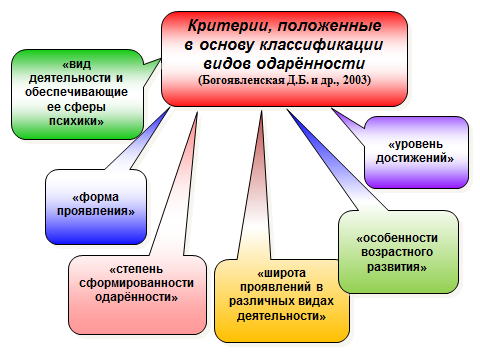 Критерии, положенные
в основу классификации
видов одарённости
(Богоявленская Д.Б. и др., 2003)
«вид
деятельности и
обеспечивающие
ее сферы
психики»
«форма
проявления»
«степень
сформированности
одарённости»
«широта
проявлений в
различных видах
деятельности»
«особенности
возрастного
развития»
«уровень
достижений»